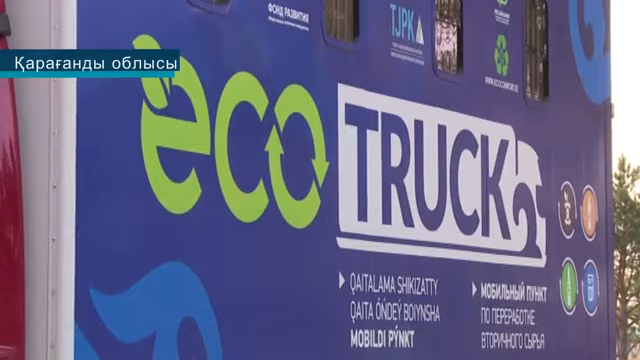 ФОНД РАЗВИТИЯ
TJPK
Қарағанды облысы
eco
TRUCK
QAITALAMA SHIKIZATTY
QAITA ÓŃDEÝ BOIYNSHA
MOBILDI PÝNKT
МОБИЛЬНЫЙ ПУНКТ
ПО ПЕРЕРАБОТКЕ
ВТОРИЧНОГО СЫРЬЯ